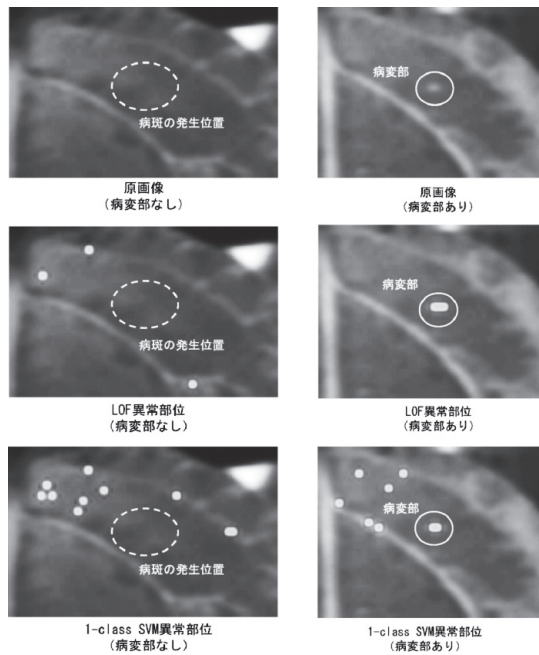 病斑の発生位置
原画像
(病変部なし)
病変部
原画像
(病変部あり)
病斑の発生位置
LOF異常部位
(病変部なし)
病変部
LOF異常部位
(病変部あり)
病斑の発生位置
1-class SVM異常部位
(病変部なし)
病変部
1-class SVM異常部位
(病変部あり)